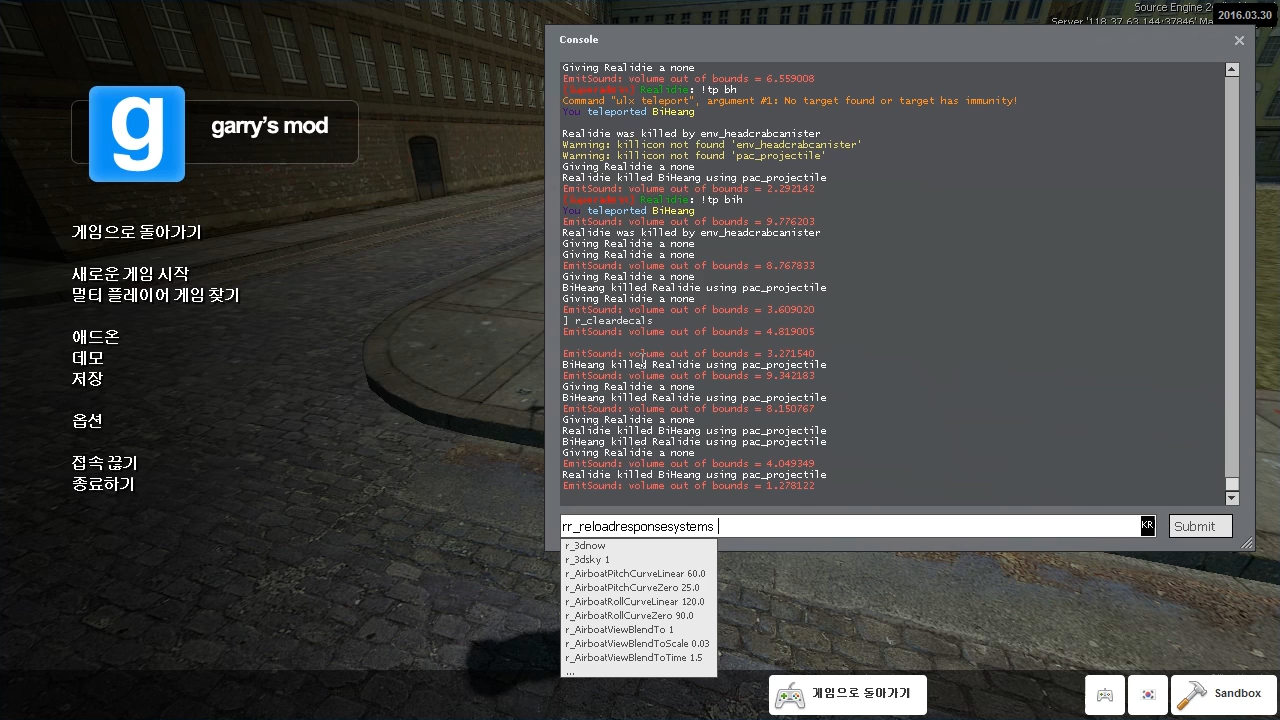 Source Engine 2
2016.03.30
Server '118.37.63.144:37846' Ma
Console
g
garry's mod
게임으로 돌아가기
새로운 게임 시작
멀티 플레이어 게임 찾기
애드온
데모
저장
옵션
접속 끊기
종료하기
Giving Realidie a none
EmitSound: volume out of bounds = 6.559008
Realidie: !tp bh
Command "ulx teleport", argument #1: No target found or target has immunity!
You teleported BiHeang
Realidie was killed by env_headcrabcanister
Warning: killicon not found 'env_headcrabcanister'
Warning: killicon not found 'pac_projectile'
Giving Realidie a none
Realidie killed BiHeang using pac_projectile
EmitSound: volume out of bounds = 2.292142
Realidie: !tp bih
You teleported BiHeang
EmitSound: volume out of bounds = 9.776203
Realidie was killed by env_headcrabcanister
Giving Realidie a none
Giving Realidie a none
EmitSound: volume out of bounds = 8.767833
Giving Realidie a none
BiHeang killed Realidie using pac_projectile
Giving Realidie a none
EmitSound: volume out of bounds = 3.609020
] r_cleardecals
EmitSound: volume out of bounds = 4.819005
EmitSound: volume out of bounds = 3.271540
BiHeang killed Realidie using pac_projectile
EmitSound: volume out of bounds = 9.342183
Giving Realidie a none
BiHeang killed Realidie using pac_projectile
EmitSound: volume out of bounds = 8.150767
Giving Realidie a none
Realidie killed BiHeang using pac_projectile
BiHeang killed Realidie using pac_projectile
Giving Realidie a none
EmitSound: volume out of bounds = 4.049349
Realidie killed BiHeang using pac_projectile
EmitSound: volume out of bounds = 1.278122
rr_reloadresponsesystems
KR
Submit
r_3dnow
r_3dsky 1
r_AirboatPitchCurveLinear 60.0
r_AirboatPitchCurveZero 25.0
r_AirboatRollCurveLinear 120.0
r_AirboatRollCurveZero 90.0
r_AirboatViewBlendTo 1
r_AirboatViewBlendToScale 0.03
r_AirboatViewBlendToTime 1.5
...
게임으로 돌아가기
Sandbox